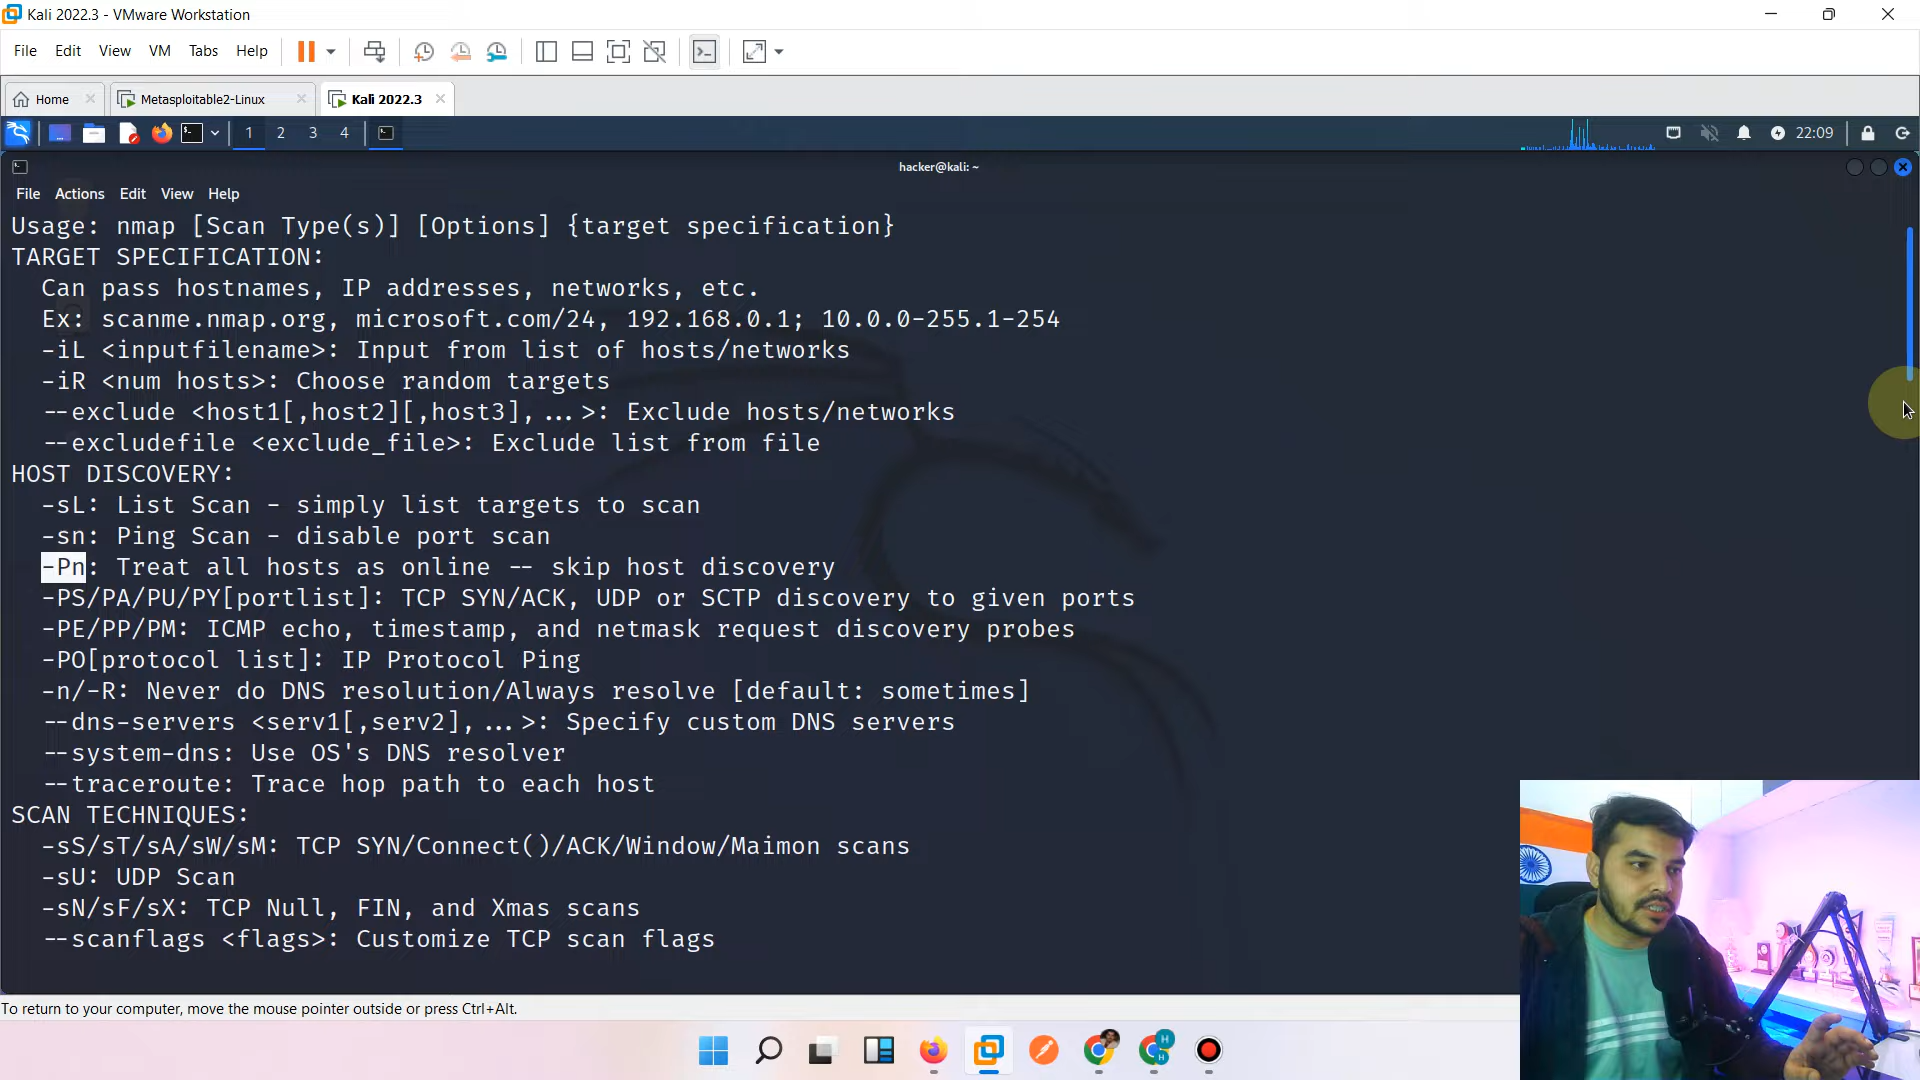 Kali 2022.3 - VMware Workstation
File Edit View VM Tabs Help
Home Metasploitable2-Linux Kali 2022.3
1 2 3 4 22:09
hacker@kali: ~
File Actions Edit View Help
Usage: nmap [Scan Type(s)] [Options] {target specification}
TARGET SPECIFICATION:
Can pass hostnames, IP addresses, networks, etc.
Ex: scanme.nmap.org, microsoft.com/24, 192.168.0.1; 10.0.0-255.1-254
-iL <inputfilename>: Input from list of hosts/networks
-iR <num hosts>: Choose random targets
--exclude <host1[,host2][,host3],...>: Exclude hosts/networks
--excludefile <exclude_file>: Exclude list from file
HOST DISCOVERY:
-sL: List Scan - simply list targets to scan
-sn: Ping Scan - disable port scan
-Pn: Treat all hosts as online -- skip host discovery
-PS/PA/PU/PY[portlist]: TCP SYN/ACK, UDP or SCTP discovery to given ports
-PE/PP/PM: ICMP echo, timestamp, and netmask request discovery probes
-PO[protocol list]: IP Protocol Ping
-n/-R: Never do DNS resolution/Always resolve [default: sometimes]
--dns-servers <serv1[,serv2],...>: Specify custom DNS servers
--system-dns: Use OS's DNS resolver
--traceroute: Trace hop path to each host
SCAN TECHNIQUES:
-sS/sT/sA/sW/sM: TCP SYN/Connect()/ACK/Window/Maimon scans
-sU: UDP Scan
-sN/sF/sX: TCP Null, FIN, and Xmas scans
--scanflags <flags>: Customize TCP scan flags
To return to your computer, move the mouse pointer outside or press Ctrl+Alt.